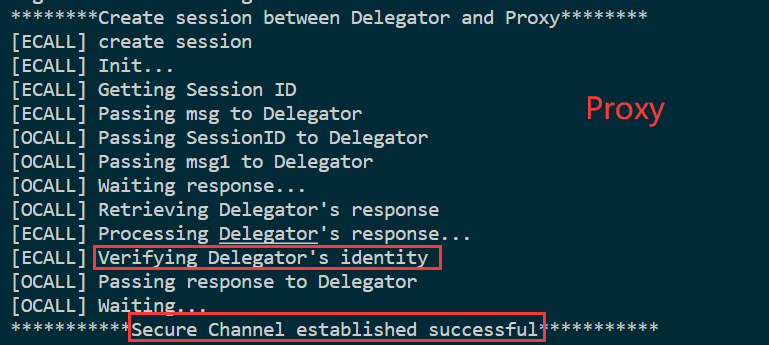 ********Create session between Delegator and Proxy********
[ECALL] create session
[ECALL] Init...
[ECALL] Getting Session ID
[ECALL] Passing msg to Delegator
[OCALL] Passing SessionID to Delegator
[OCALL] Passing msg1 to Delegator
[OCALL] Waiting response...
[OCALL] Retrieving Delegator's response
[ECALL] Processing Delegator's response...
[ECALL] Verifying Delegator's identity
[OCALL] Passing response to Delegator
[OCALL] Waiting...
***********Secure Channel established successful***********
Proxy